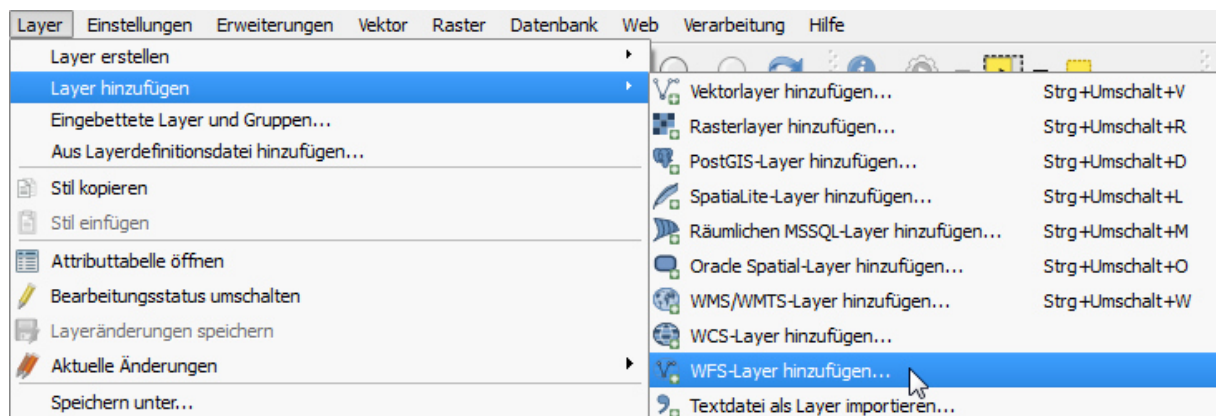 Layer Einstellungen Erweiterungen Vektor Raster Datenbank Web Verarbeitung Hilfe
Layer erstellen
Layer hinzufügen
Eingebettete Layer und Gruppen...
Aus Layerdefinitionsdatei hinzufügen...
Stil kopieren
Stil einfügen
Attributtabelle öffnen
Bearbeitungsstatus umschalten
Layeränderungen speichern
Aktuelle Änderungen
Speichern unter...
Vektorlayer hinzufügen... Strg+Umschalt+V
Rasterlayer hinzufügen... Strg+Umschalt+R
PostGIS-Layer hinzufügen... Strg+Umschalt+D
SpatiaLite-Layer hinzufügen... Strg+Umschalt+L
Räumlichen MSSQL-Layer hinzufügen... Strg+Umschalt+M
Oracle Spatial-Layer hinzufügen... Strg+Umschalt+O
WMS/WMTS-Layer hinzufügen... Strg+Umschalt+W
WCS-Layer hinzufügen...
WFS-Layer hinzufügen...
Textdatei als Layer importieren...